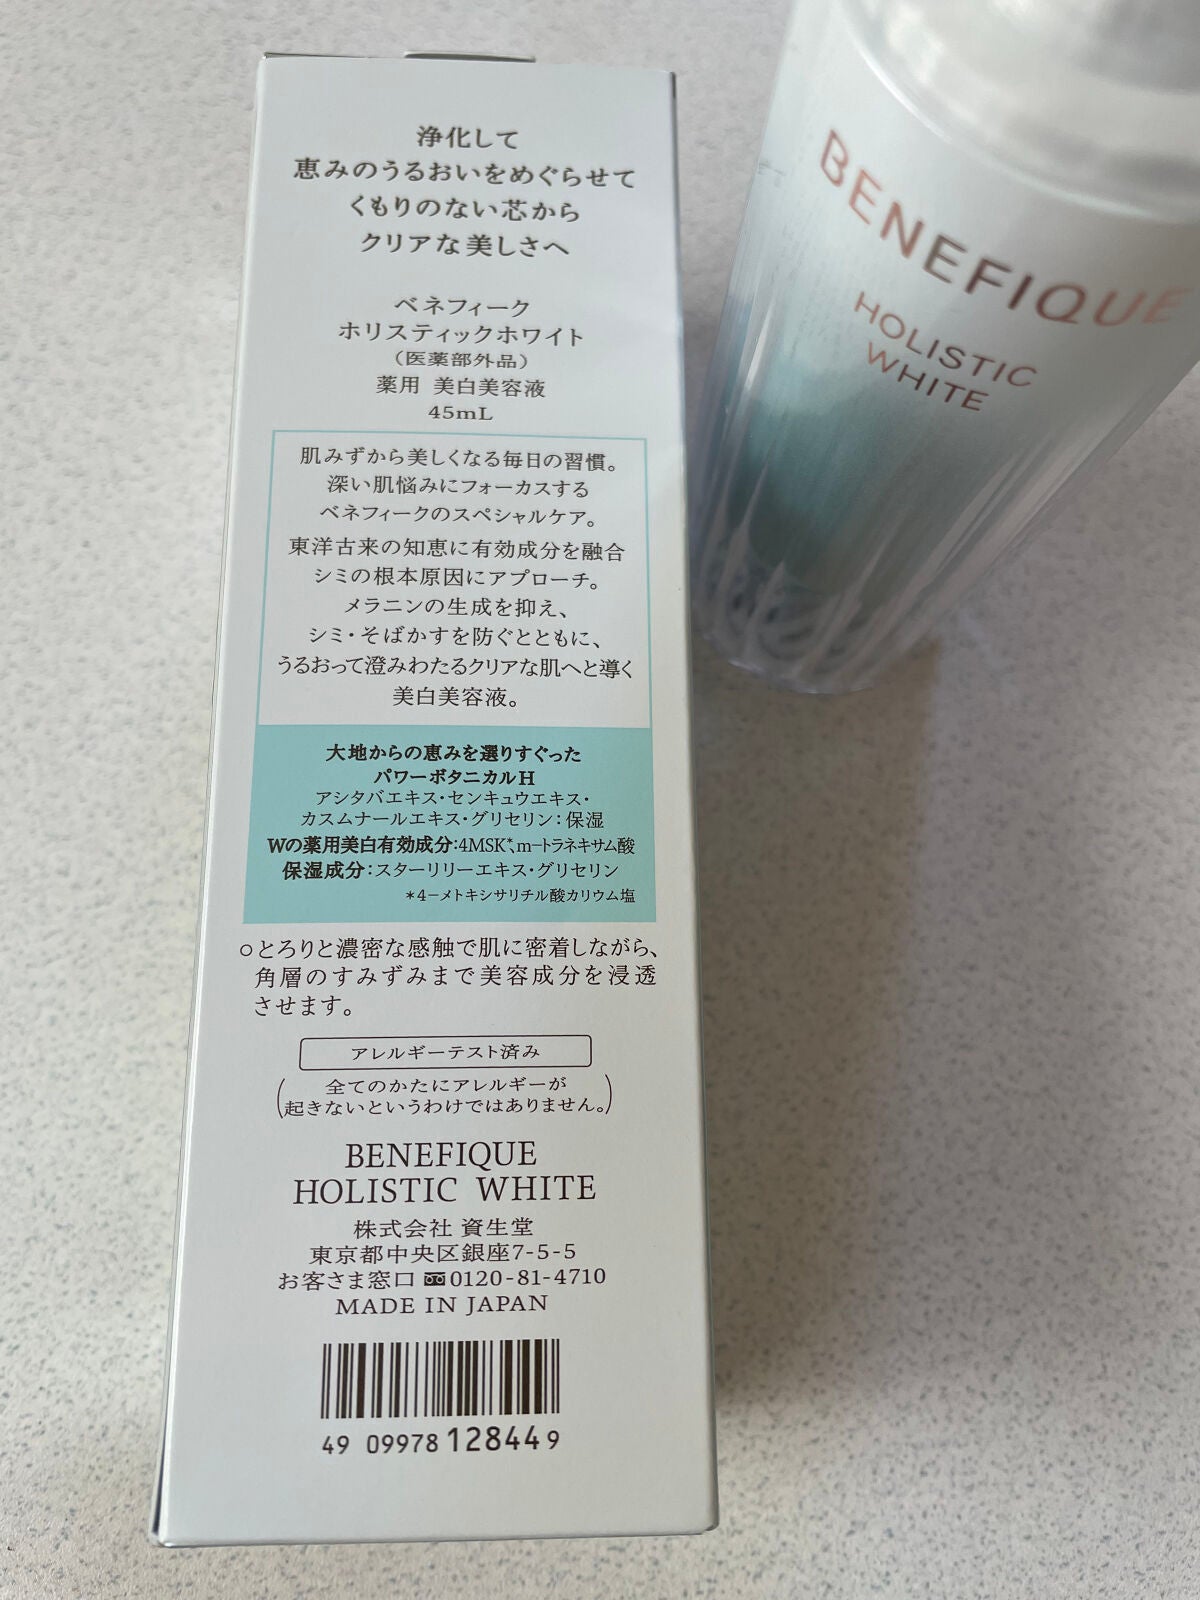 浄化して
恵みのうるおいをめぐらせて
くもりのない芯から
クリアな美しさへ
ベネフィーク
ホリスティックホワイト
（医薬部外品）
薬用 美白美容液
45mL
肌みずから美しくなる毎日の習慣。
深い肌悩みにフォーカスする
ベネフィークのスペシャルケア。
東洋古来の知恵に有効成分を融合
シミの根本原因にアプローチ。
メラニンの生成を抑え、
シミ・そばかすを防ぐとともに、
うるおって澄みわたるクリアな肌へと導く
美白美容液。
大地からの恵みを選りすぐった
パワーボタニカルH
アシタバエキス・センキュウエキス・
カスムナールエキス・グリセリン：保湿
Wの薬用美白有効成分：4MSK*、m−トラネキサム酸
保湿成分：スターリリーエキス・グリセリン
*4−メトキシサリチル酸カリウム塩
○とろりと濃密な感触で肌に密着しながら、
角層のすみずみまで美容成分を浸透
させます。
アレルギーテスト済み
（全てのかたにアレルギーが
起きないというわけではありません。）
BENEFIQUE
HOLISTIC WHITE
株式会社 資生堂
東京都中央区銀座7-5-5
お客さま窓口 0120-81-4710
MADE IN JAPAN
49 09978 128449
BENEFIQUE
HOLISTIC
WHITE